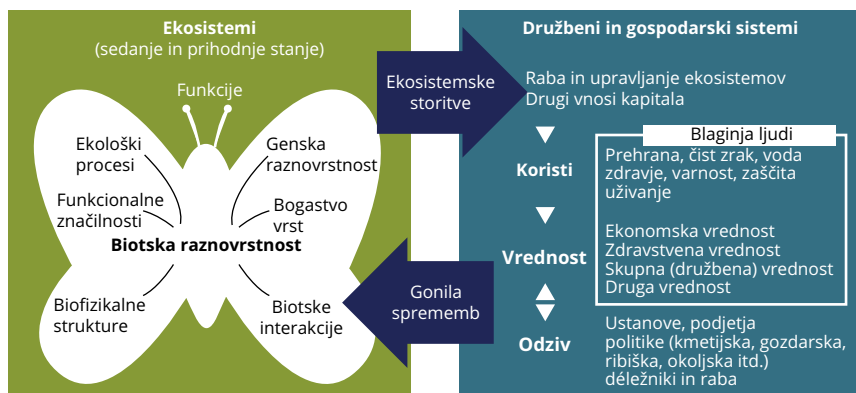 Ekosistemi
(sedanje in prihodnje stanje)
Funkcije
Ekološki
procesi
Genska
raznovrstnost
Funkcionalne
značilnosti
Bogastvo
vrst
Biotska raznovrstnost
Biofizikalne
strukture
Biotske
interakcije
Ekosistemske
storitve
Gonila
sprememb
Družbeni in gospodarski sistemi
Raba in upravljanje ekosistemov
Drugi vnosi kapitala
Blaginja ljudi
Koristi
Prehrana, čist zrak, voda
zdravje, varnost, zaščita
uživanje
Vrednost
Ekonomska vrednost
Zdravstvena vrednost
Skupna (družbena) vrednost
Druga vrednost
Odziv
Ustanove, podjetja
politike (kmetijska, gozdarska,
ribiška, okoljska itd.)
déležniki in raba